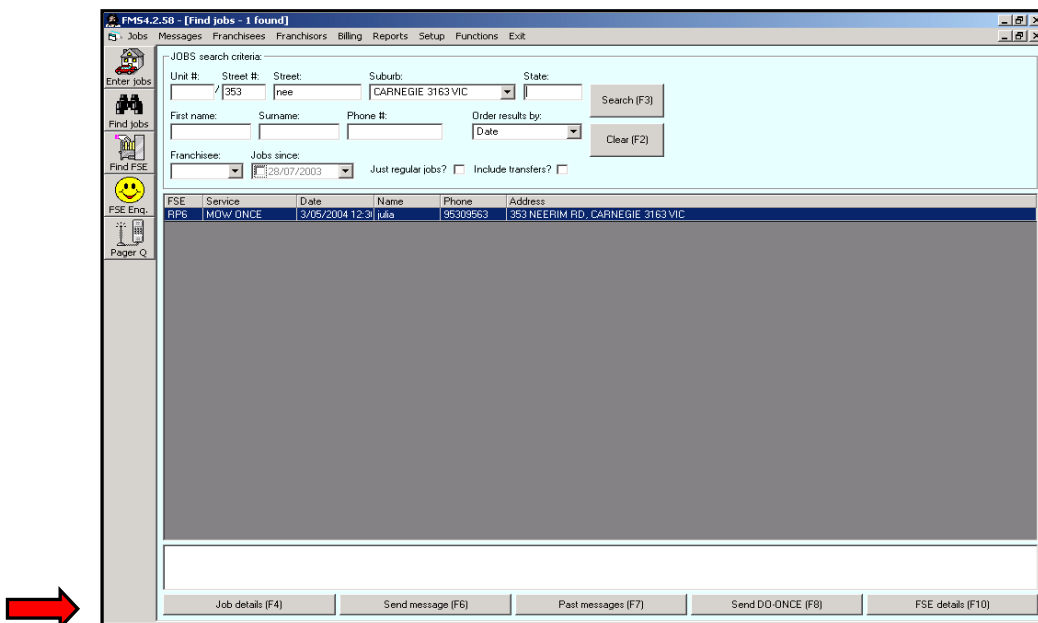 FMS4.2.58 - [Find jobs - 1 found]
Jobs Messages Franchisees Franchisors Billing Reports Setup Functions Exit
JOBS search criteria:
Unit #: Street #: Street: Suburb: State:
/ 353 nee CARNEGIE 3163 VIC
Search (F3)
First name: Surname: Phone #: Order results by:
Date
Clear (F2)
Franchisee: Jobs since:
28/07/2003 Just regular jobs? Include transfers?
Enter jobs
Find jobs
Find FSE
FSE Enq.
Pager Q
FSE Service Date Name Phone Address
RP6 MOW ONCE 3/05/2004 12:3 julia 95309563 353 NEERIM RD, CARNEGIE 3163 VIC
Job details (F4) Send message (F6) Past messages (F7) Send DO-ONCE (F8) FSE details (F10)